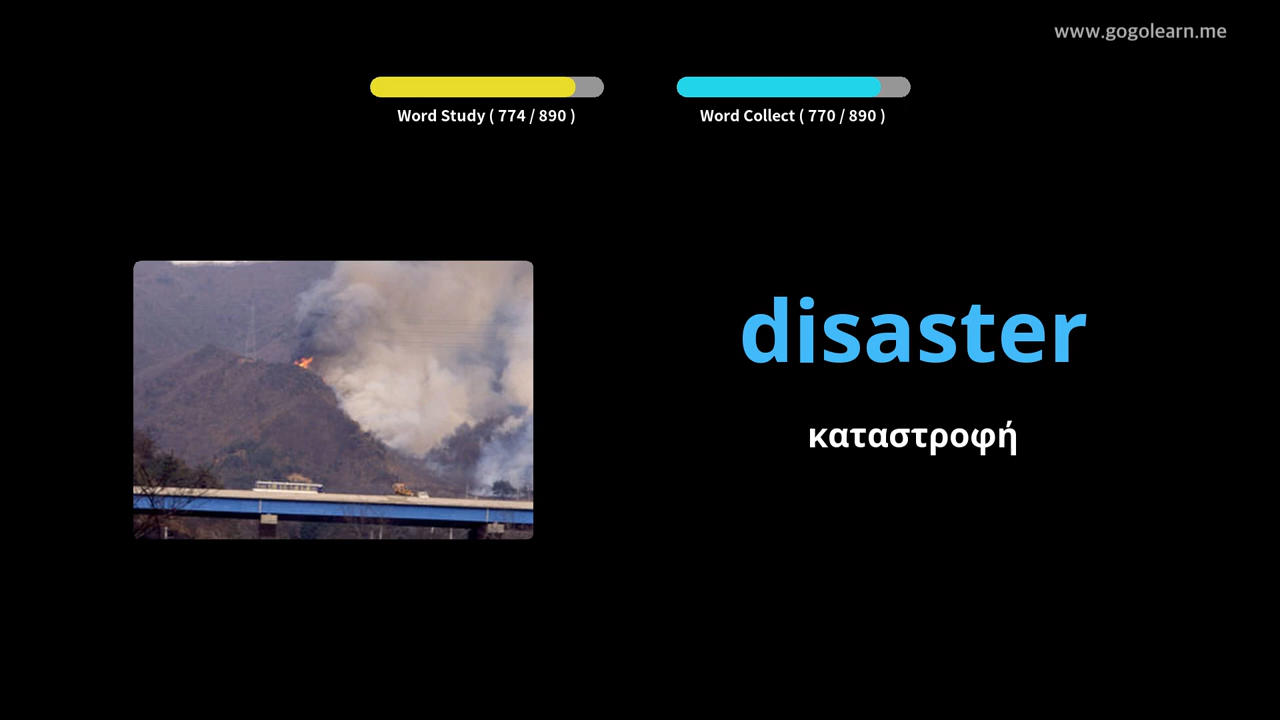 www.gogolearn.me
Word Study ( 774 / 890 )
Word Collect ( 770 / 890 )
disaster
καταστροφή